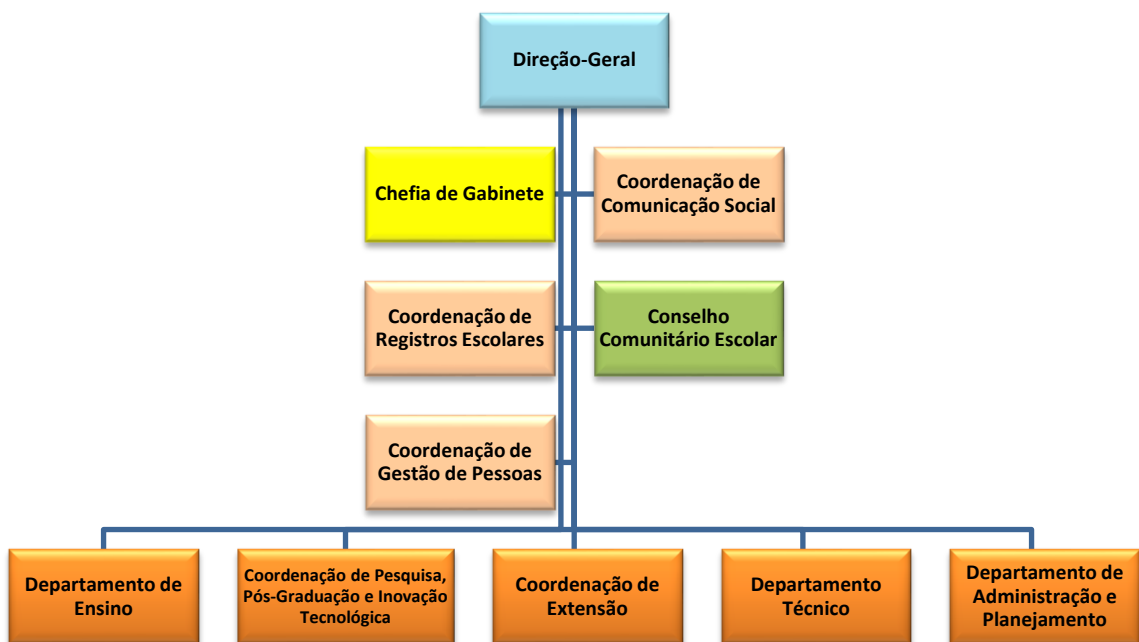 Direção-Geral
Chefia de Gabinete
Coordenação de
Comunicação Social
Coordenação de
Registros Escolares
Conselho
Comunitário Escolar
Coordenação de
Gestão de Pessoas
Departamento de
Ensino
Coordenação de Pesquisa,
Pós-Graduação e Inovação
Tecnológica
Coordenação de
Extensão
Departamento
Técnico
Departamento de
Administração e
Planejamento